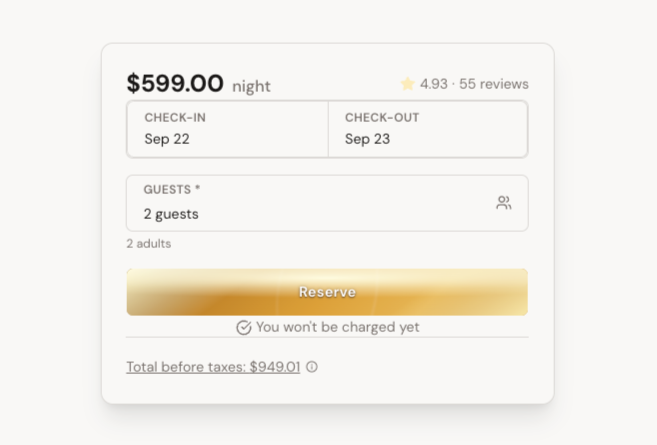 $599.00 night
4.93 · 55 reviews
CHECK-IN
Sep 22
CHECK-OUT
Sep 23
GUESTS *
2 guests
2 adults
Reserve
You won't be charged yet
Total before taxes: $949.01